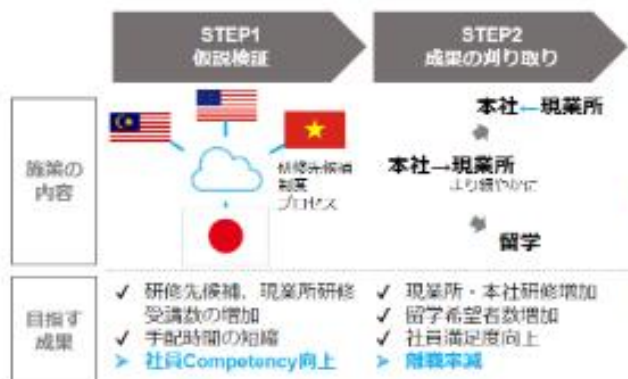 STEP1
仮説検証
STEP2
成果の刈り取り
施策の
内容
研修先候補
制度
プロセス
本社←現業所
本社→現業所
より緩やかに
留学
目指す
成果
✓ 研修先候補、現業所研修
受講数の増加
✓ 手配時間の短縮
➢ 社員Competency向上
✓ 現業所・本社研修増加
✓ 留学希望者数増加
✓ 社員満足度向上
➢ 離職率減